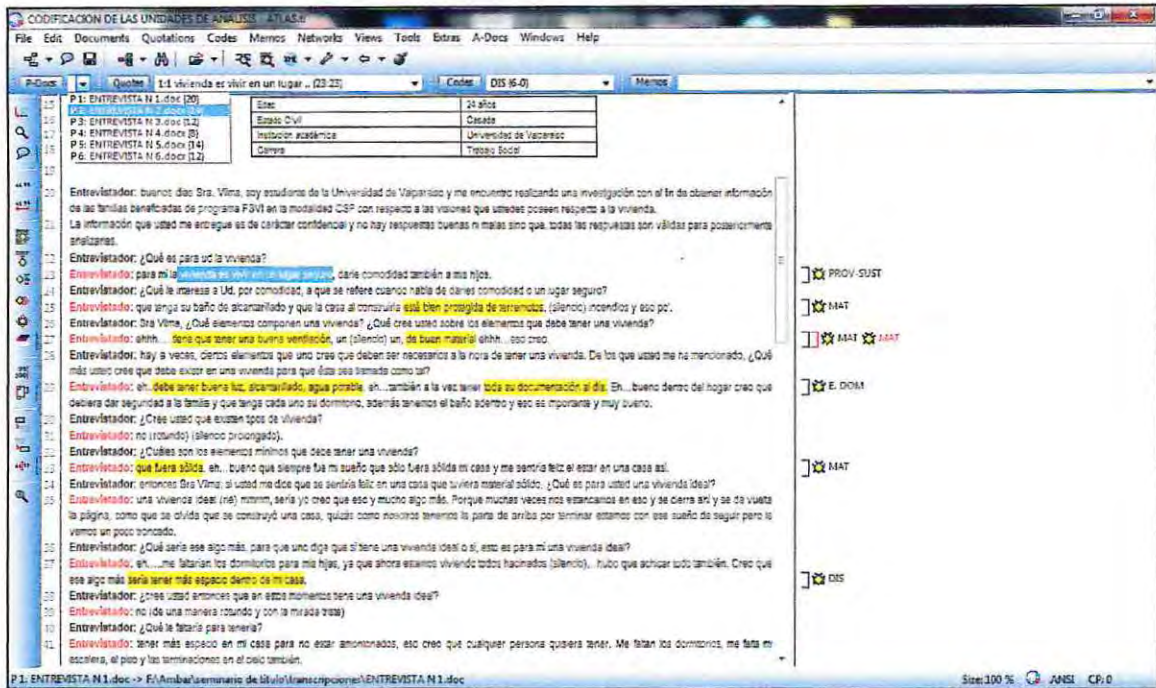 CODIFICACION DE LAS UNIDADES DE ANALISIS - ATLAS.ti
File Edit Documents Quotations Codes Memos Networks Views Tools Extras A-Docs Windows Help
P-Docs Quotes 1:1 vivienda es vivir en un lugar .. (23:23) Codes DIS (6-0) Memos
P 1: ENTREVISTA N 1.doc (20)
P 3: ENTREVISTA N 3.docx (12)
P 4: ENTREVISTA N 4.docx (8)
P 5: ENTREVISTA N 5.docx (14)
P 6: ENTREVISTA N 6.docx (12)
Edad
Estado Civil Casada
Institución académica Universidad de Valparaíso
Carrera Trabajo Social
Entrevistador: buenos días Sra. Vilma, soy estudiante de la Universidad de Valparaíso y me encuentro realizando una investigación con el fin de obtener información
de las familias beneficiadas de programa FSVI en la modalidad CSP con respecto a las visiones que ustedes poseen respecto a la vivienda.
La información que usted me entregue es de carácter confidencial y no hay respuestas buenas ni malas sino que, todas las respuestas son válidas para posteriormente
analizarlas.
Entrevistador: ¿Qué es para ud la vivienda?
Entrevistado: para mi la vivienda es vivir en un lugar seguro, darle comodidad también a mis hijos.
PROV-SUST
Entrevistador: ¿Qué le interesa a Ud, por comodidad, a que se refiere cuando habla de darles comodidad o un lugar seguro?
Entrevistado: que tenga su baño de alcantarillado y que la casa al construirla está bien protegida de terremotos, (silencio) incendios y eso po'.
MAT
Entrevistador: Sra Vilma, ¿Qué elementos componen una vivienda? ¿Qué cree usted sobre los elementos que debe tener una vivienda?
Entrevistado: ehhh.... tiene que tener una buena ventilación, un (silencio) un, de buen material ehhh...eso creo.
MAT MAT
Entrevistador: hay a veces, ciertos elementos que uno cree que deben ser necesarios a la hora de tener una vivienda. De los que usted me ha mencionado, ¿Qué
más usted cree que debe existir en una vivienda para que ésta sea llamada como tal?
Entrevistado: eh...debe tener buena luz, alcantarillado, agua potable, eh...también a la vez tener toda su documentación al día. Eh...bueno dentro del hogar creo que
E. DOM
debiera dar seguridad a la familia y que tenga cada uno su dormitorio, además tenemos el baño adentro y eso es importante y muy bueno.
Entrevistador: ¿Cree usted que existen tipos de vivienda?
Entrevistado: no (rotundo) (silencio prolongado).
Entrevistador: ¿Cuáles son los elementos mínimos que debe tener una vivienda?
Entrevistado: que fuera sólida, eh...bueno que siempre fue mi sueño que sólo fuera sólida mi casa y me sentiría feliz el estar en una casa así.
MAT
Entrevistador: entonces Sra Vilma, si usted me dice que se sentiría feliz en una casa que tuviera material sólido, ¿Qué es para usted una vivienda ideal?
Entrevistado: una vivienda ideal (ríe) mmmm, sería yo creo que eso y mucho algo más. Porque muchas veces nos estancamos en eso y se cierra ahí y se da vuelta
la página, como que se olvida que se construyó una casa, quizás como nosotros tenemos la parte de arriba por terminar estamos con ese sueño de seguir pero lo
vemos un poco truncado.
Entrevistador: ¿Qué sería ese algo más, para que uno diga que si tiene una vivienda ideal o si, esto es para mi una vivienda ideal?
Entrevistado: eh.....me faltarían los dormitorios para mis hijas, ya que ahora estamos viviendo todos hacinados (silencio)... hubo que achicar todo también. Creo que
ese algo más sería tener más espacio dentro de mi casa.
DIS
Entrevistador: ¿cree usted entonces que en estos momentos tiene una vivienda ideal?
Entrevistado: no (de una manera rotundo y con la mirada triste)
Entrevistador: ¿Qué le faltaría para tenerla?
Entrevistado: tener más espacio en mi casa para no estar amontonados, eso creo que cualquier persona quisiera tener. Me faltan los dormitorios, me falta mi
escalera, el piso y las terminaciones en el cielo también.
P 1: ENTREVISTA N 1.doc -> F:\Ambar\seminario de titulo\transcripciones\ENTREVISTA N 1.doc Size: 100 % ANSI CP: 0